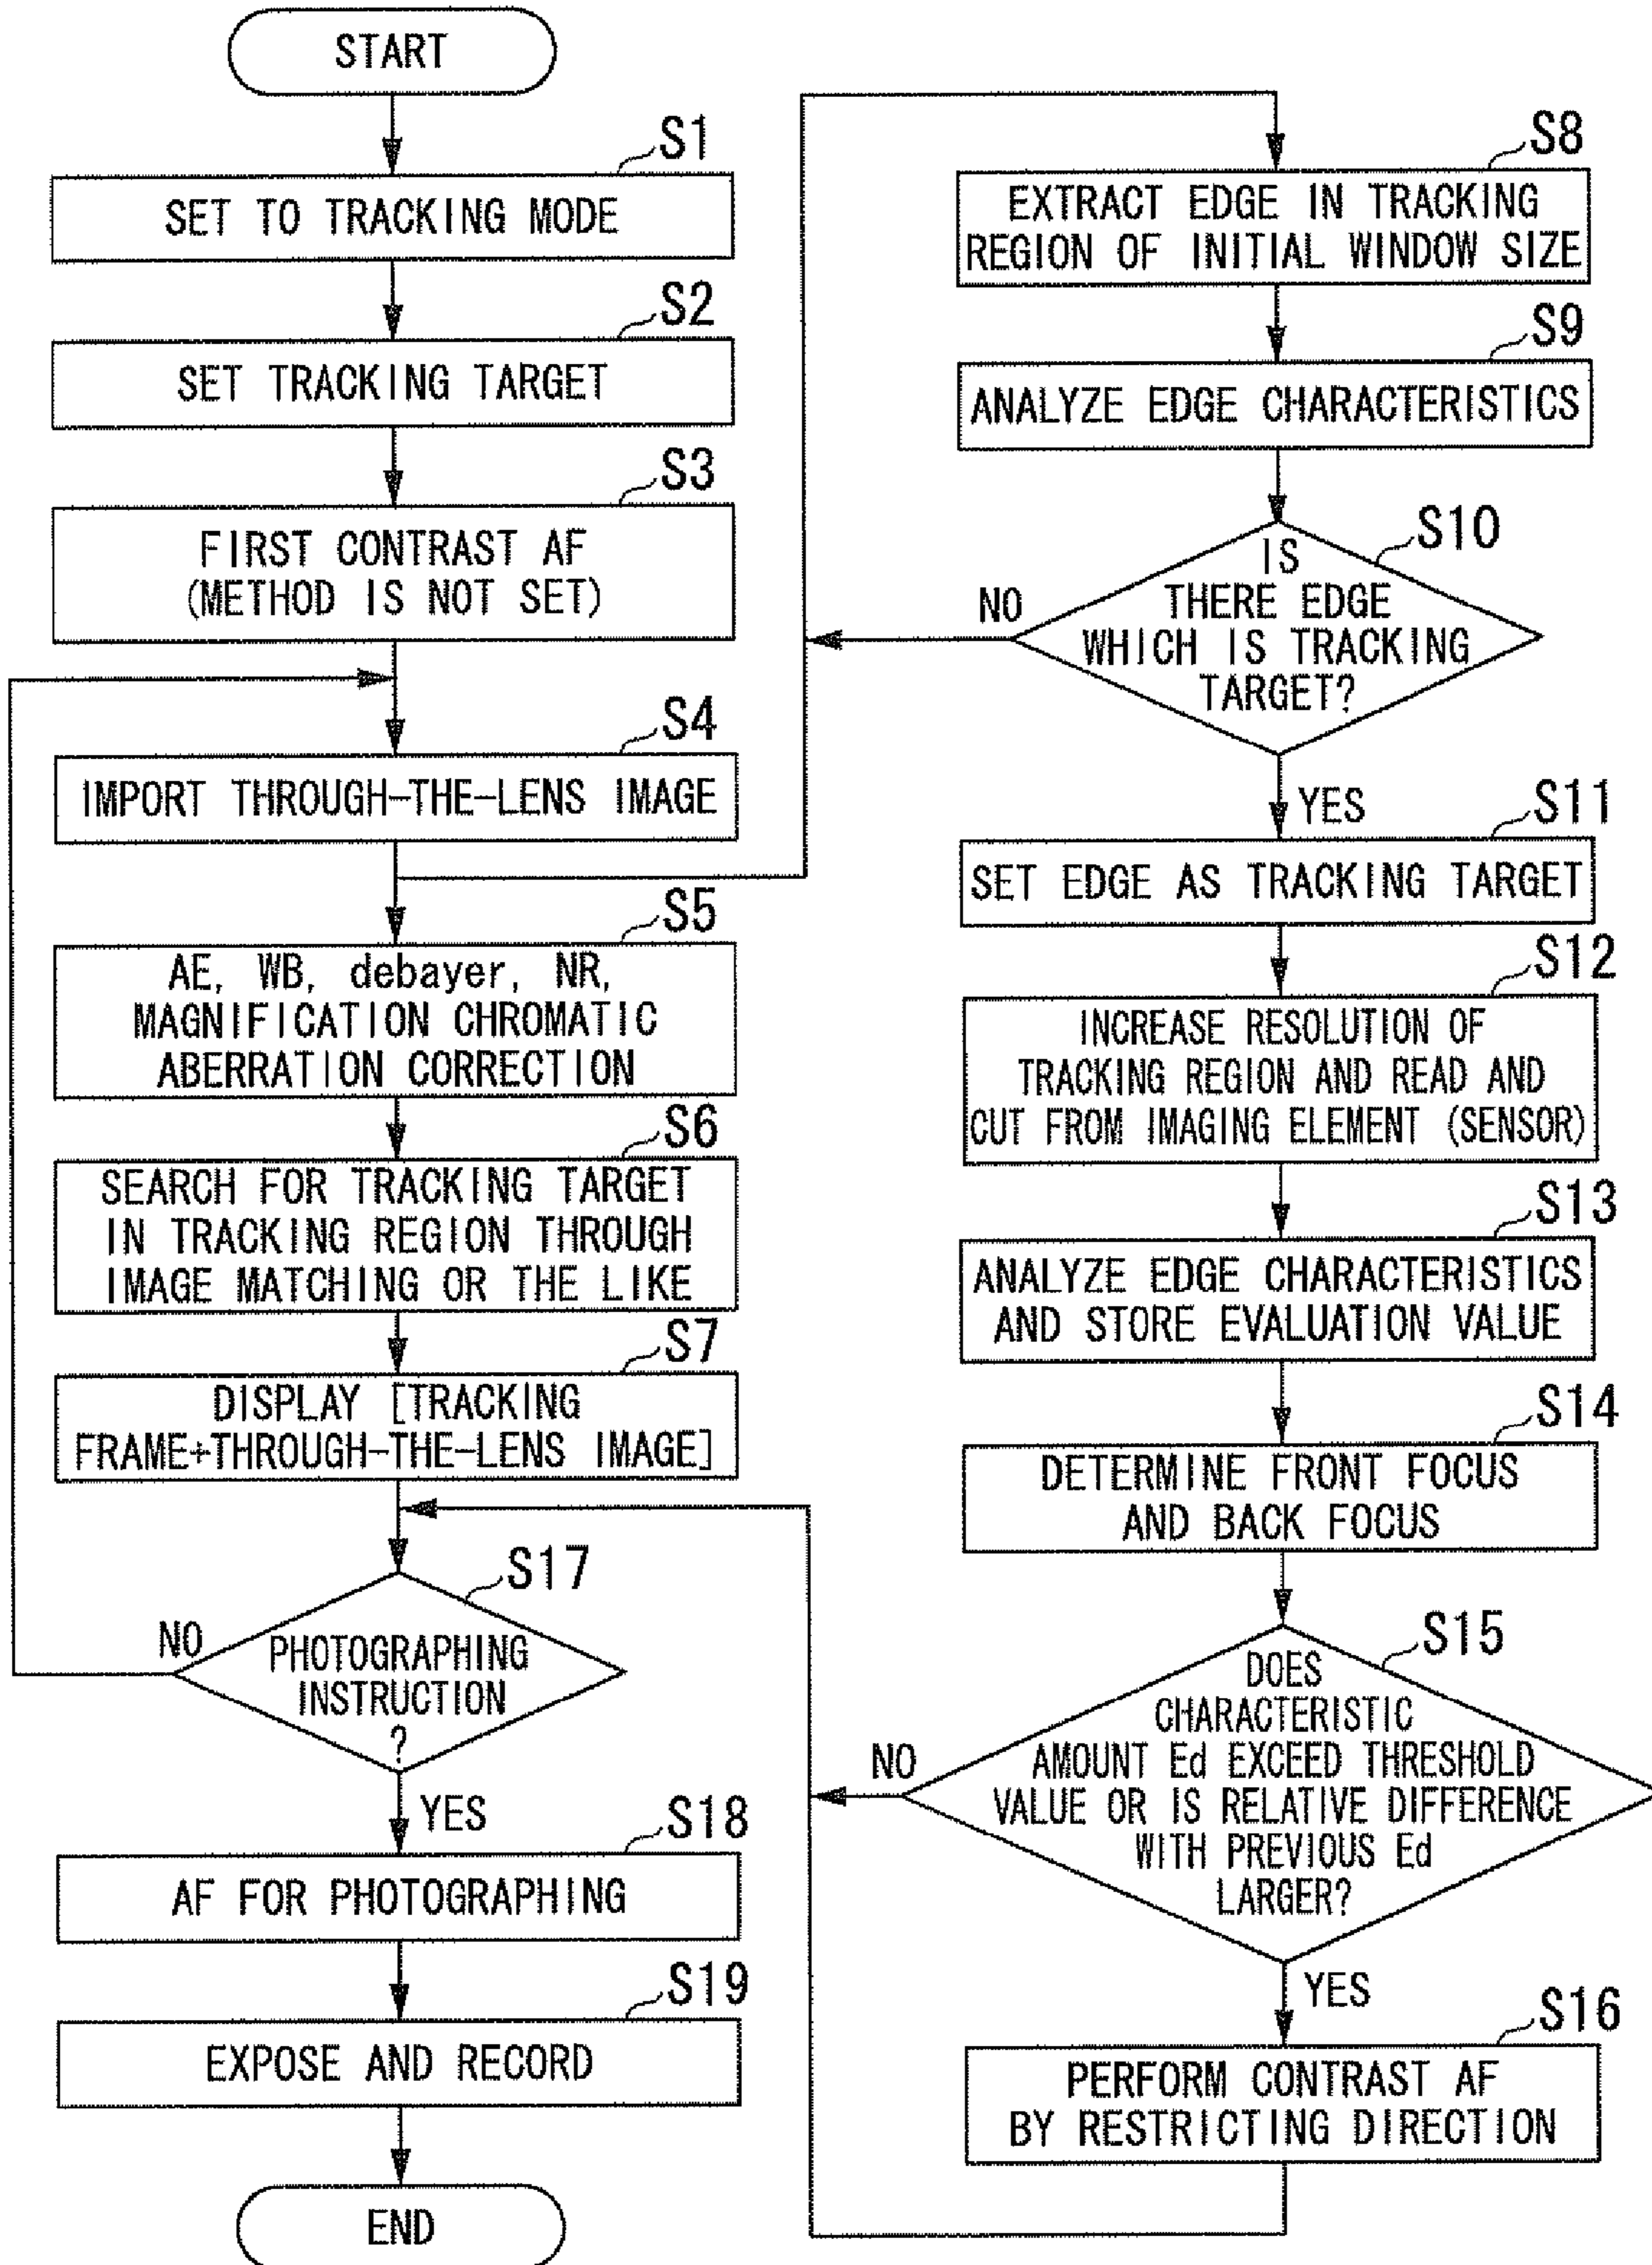 START
S1
SET TO TRACKING MODE
S2
SET TRACKING TARGET
S3
FIRST CONTRAST AF
(METHOD IS NOT SET)
S4
IMPORT THROUGH-THE-LENS IMAGE
S5
AE, WB, debayer, NR,
MAGNIFICATION CHROMATIC
ABERRATION CORRECTION
S6
SEARCH FOR TRACKING TARGET
IN TRACKING REGION THROUGH
IMAGE MATCHING OR THE LIKE
S7
DISPLAY [TRACKING
FRAME+THROUGH-THE-LENS IMAGE]
S17
NO
PHOTOGRAPHING
INSTRUCTION
?
YES
S18
AF FOR PHOTOGRAPHING
S19
EXPOSE AND RECORD
END
S8
EXTRACT EDGE IN TRACKING
REGION OF INITIAL WINDOW SIZE
S9
ANALYZE EDGE CHARACTERISTICS
S10
NO
IS
THERE EDGE
WHICH IS TRACKING
TARGET?
YES
S11
SET EDGE AS TRACKING TARGET
S12
INCREASE RESOLUTION OF
TRACKING REGION AND READ AND
CUT FROM IMAGING ELEMENT (SENSOR)
S13
ANALYZE EDGE CHARACTERISTICS
AND STORE EVALUATION VALUE
S14
DETERMINE FRONT FOCUS
AND BACK FOCUS
S15
NO
DOES
CHARACTERISTIC
AMOUNT Ed EXCEED THRESHOLD
VALUE OR IS RELATIVE DIFFERENCE
WITH PREVIOUS Ed
LARGER?
YES
S16
PERFORM CONTRAST AF
BY RESTRICTING DIRECTION